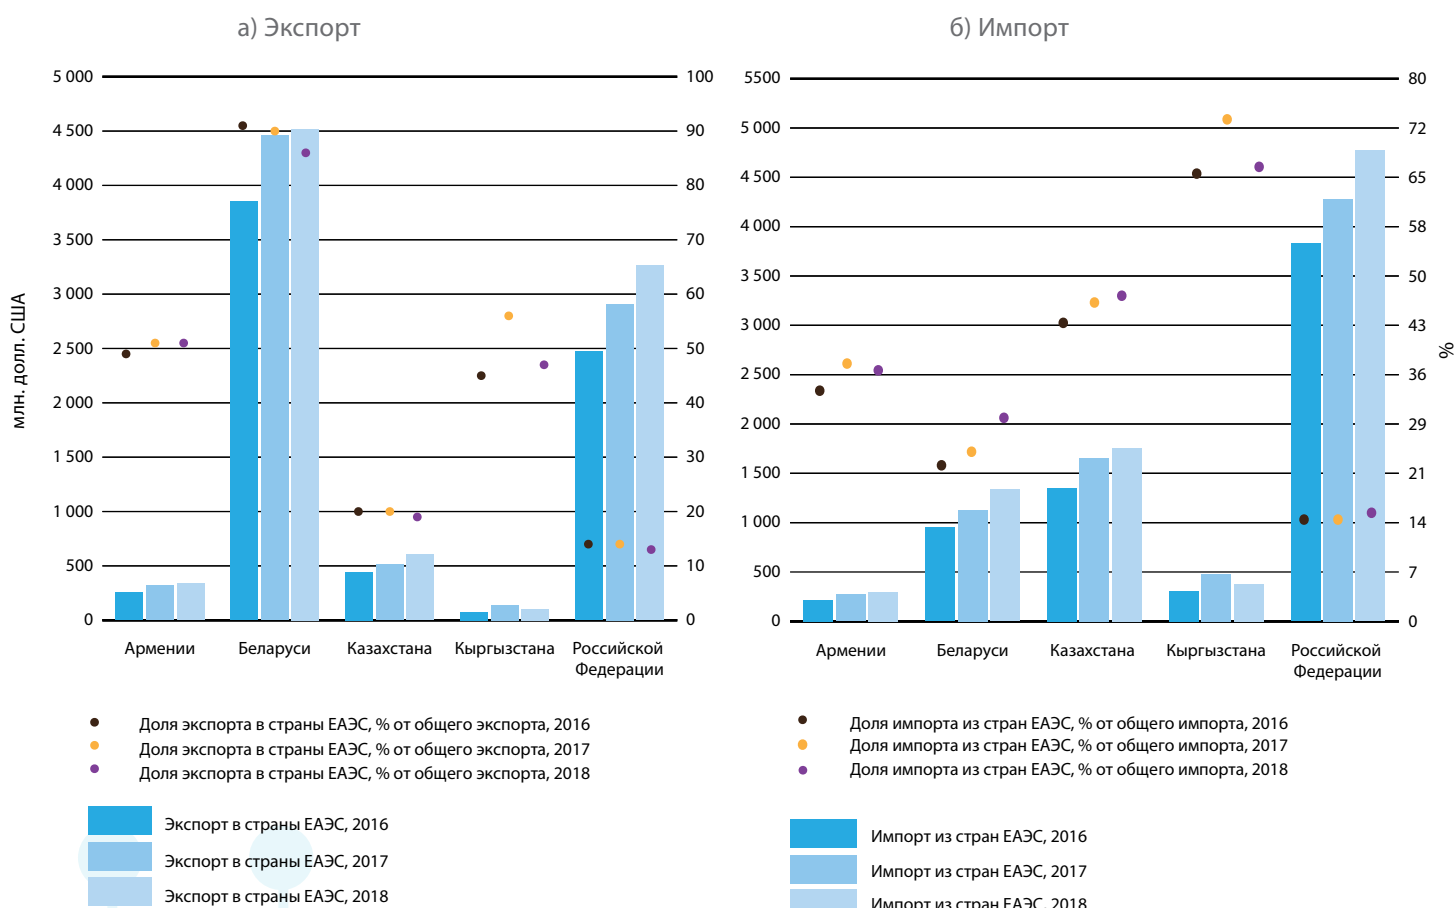 а) Экспорт
млн. долл. США
5 000
4 500
4 000
3 500
3 000
2 500
2 000
1 500
1 000
500
0
100
90
80
70
60
50
40
30
20
10
0
Армении
Беларуси
Казахстана
Кыргызстана
Российской
Федерации
Доля экспорта в страны ЕАЭС, % от общего экспорта, 2016
Доля экспорта в страны ЕАЭС, % от общего экспорта, 2017
Доля экспорта в страны ЕАЭС, % от общего экспорта, 2018
Экспорт в страны ЕАЭС, 2016
Экспорт в страны ЕАЭС, 2017
Экспорт в страны ЕАЭС, 2018
б) Импорт
5500
5 000
4 500
4 000
3 500
3 000
2 500
2 000
1 500
1 000
500
0
80
72
65
58
50
43
36
29
21
14
7
0
%
Армении
Беларуси
Казахстана
Кыргызстана
Российской
Федерации
Доля импорта из стран ЕАЭС, % от общего импорта, 2016
Доля импорта из стран ЕАЭС, % от общего импорта, 2017
Доля импорта из стран ЕАЭС, % от общего импорта, 2018
Импорт из стран ЕАЭС, 2016
Импорт из стран ЕАЭС, 2017
Импорт из стран ЕАЭС, 2018